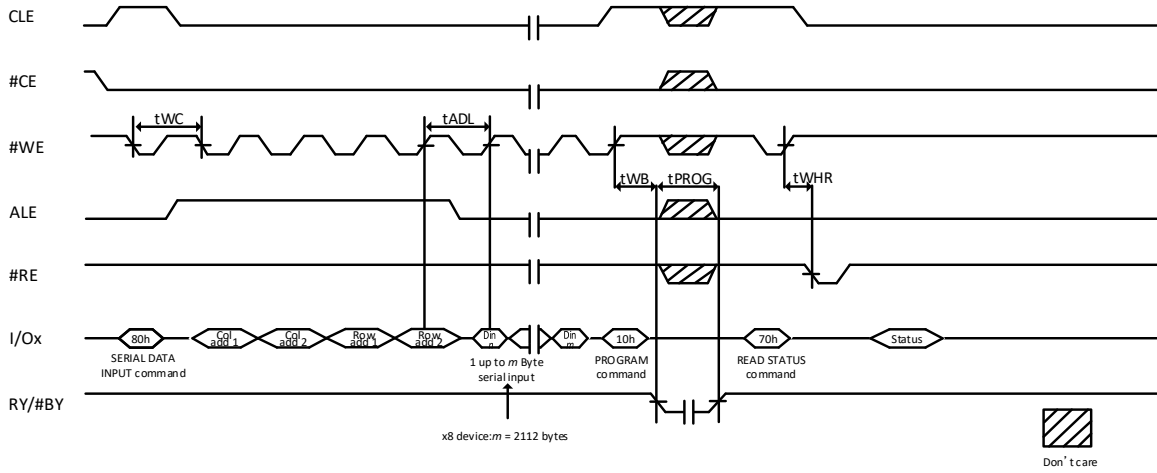 CLE
#CE
tWC
tADL
#WE
tWB
tPROG
tWHR
ALE
#RE
I/Ox
80h
Col
add 1
Col
add 2
Row
add 1
Row
add 2
Din
n
Din
m
10h
70h
Status
SERIAL DATA
INPUT command
1 up to m Byte
serial input
PROGRAM
command
READ STATUS
command
RY/#BY
x8 device:m = 2112 bytes
Don't care